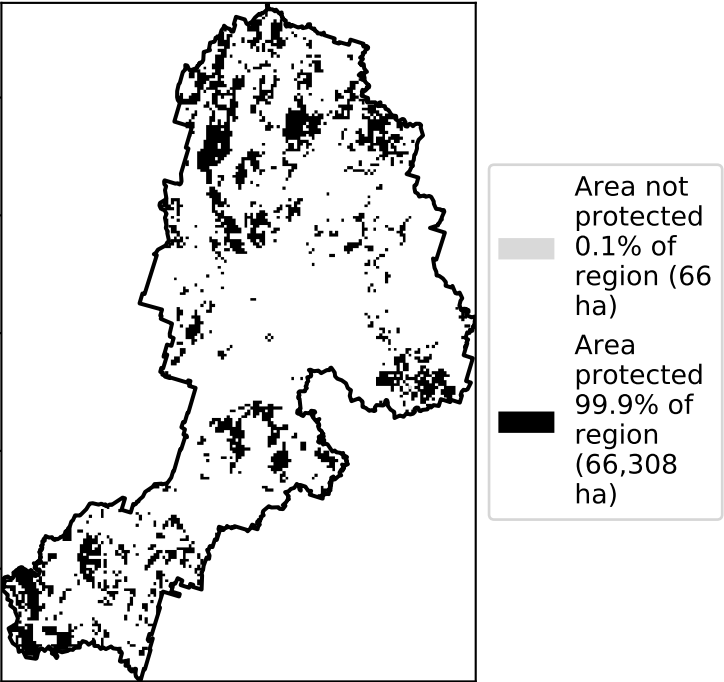 Area not
protected
0.1% of
region (66
ha)
Area
protected
99.9% of
region
(66,308
ha)